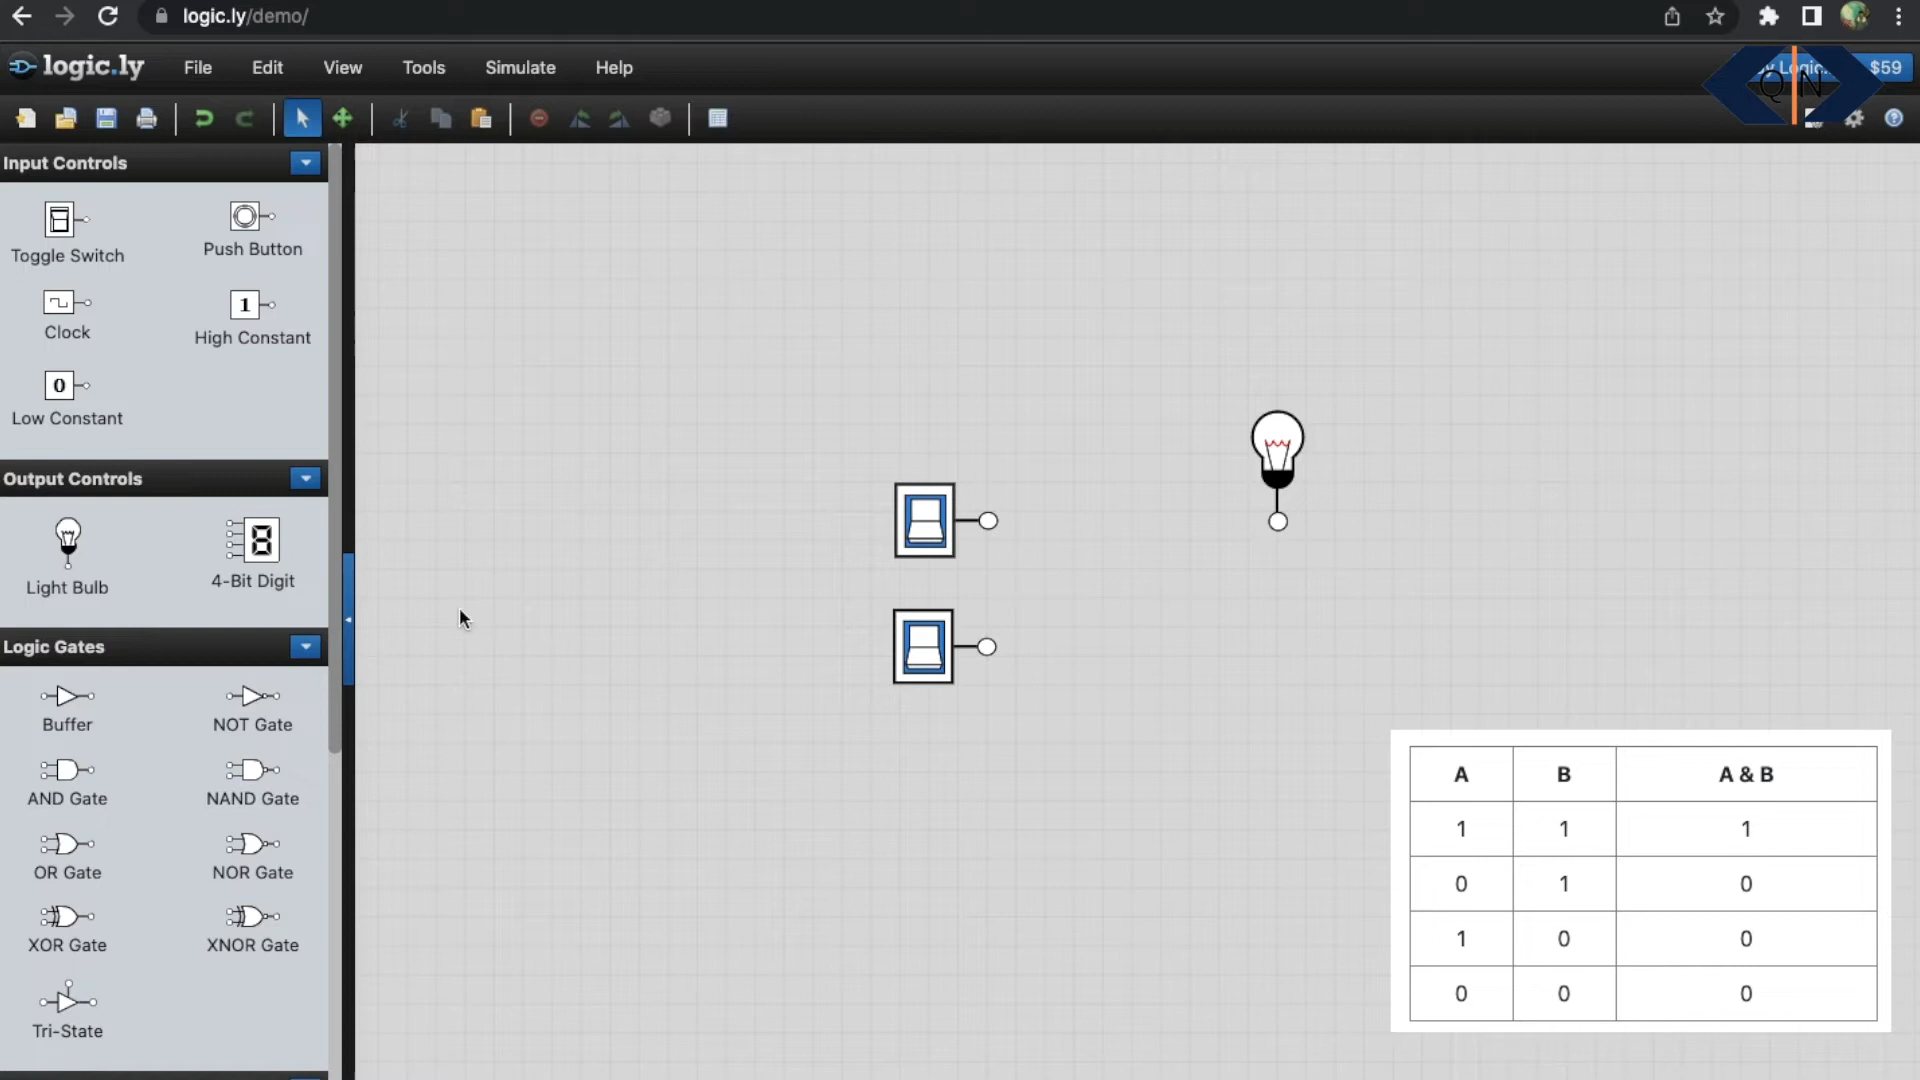 logic.ly/demo/
logic.ly File Edit View Tools Simulate Help
$59
Q N
Input Controls
Toggle Switch
Push Button
Clock
1
High Constant
0
Low Constant
Output Controls
Light Bulb
8
4-Bit Digit
Logic Gates
Buffer
NOT Gate
AND Gate
NAND Gate
OR Gate
NOR Gate
XOR Gate
XNOR Gate
Tri-State
A B A & B
1 1 1
0 1 0
1 0 0
0 0 0